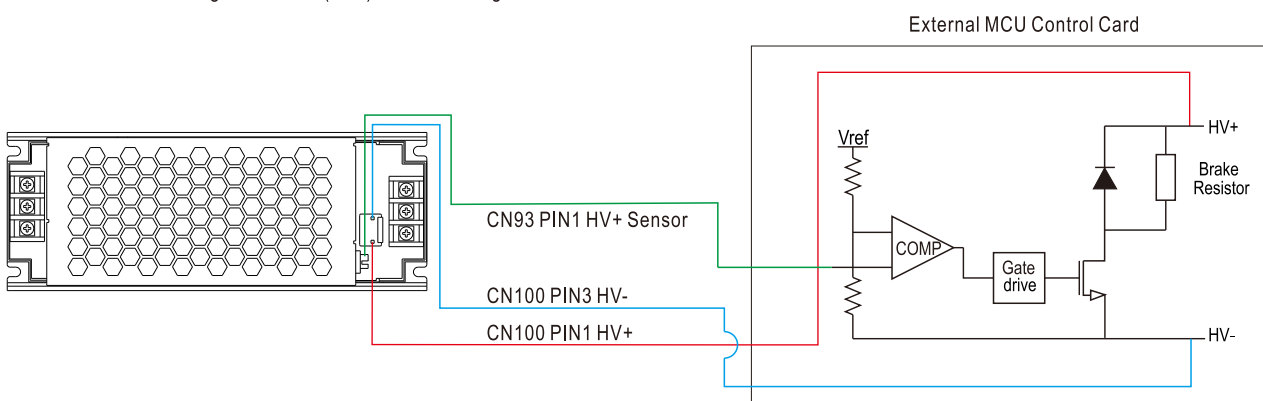 External MCU Control Card
HV+
Vref
Brake
Resistor
CN93 PIN1 HV+ Sensor
COMP
Gate
drive
CN100 PIN3 HV-
CN100 PIN1 HV+
HV-